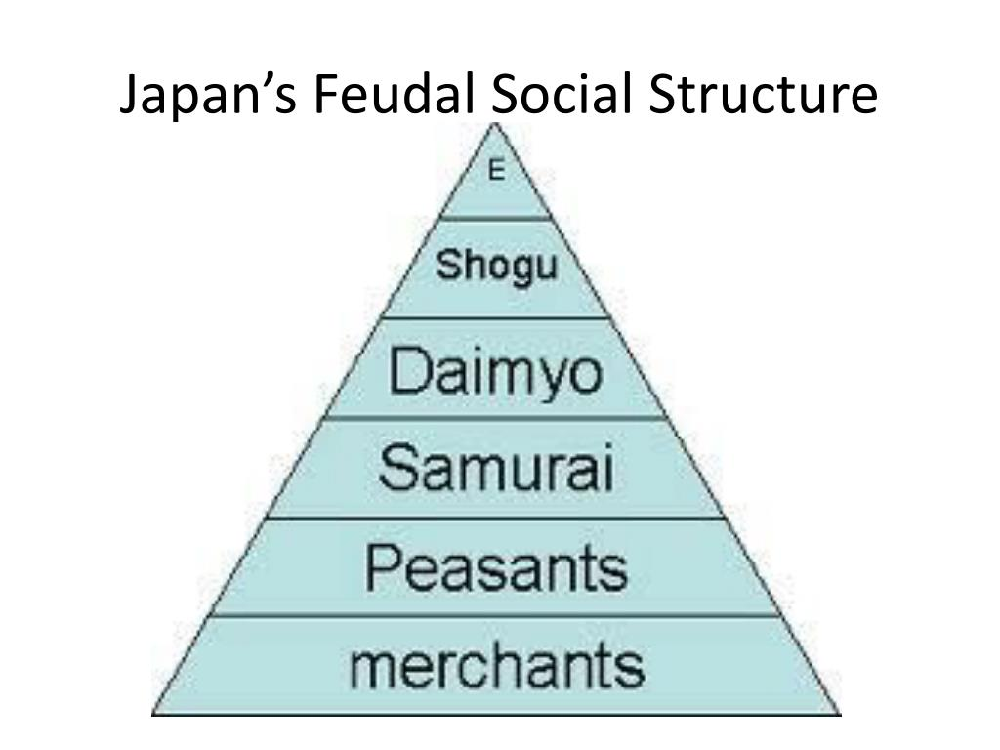 Japan’s Feudal Social Structure
E
Shogu
Daimyo
Samurai
Peasants
merchants